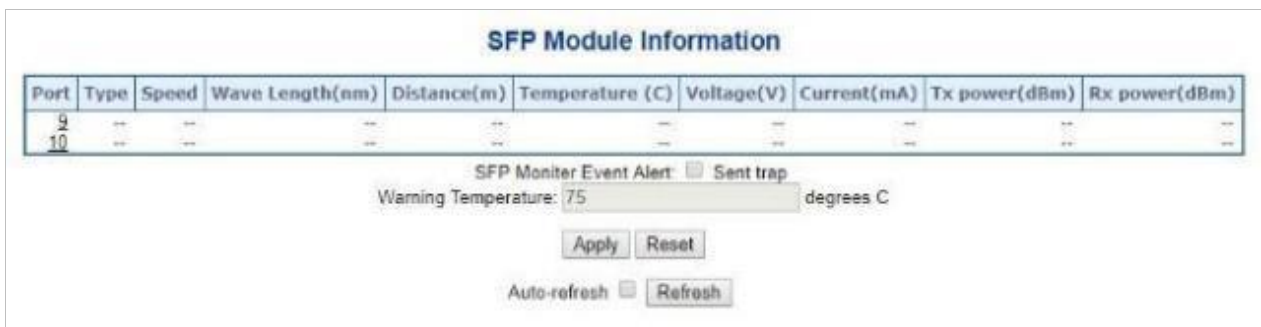 SFP Module Information
Port Type Speed Wave Length(nm) Distance(m) Temperature (C) Voltage(V) Current(mA) Tx power(dBm) Rx power(dBm)
9 -- -- -- -- -- -- -- -- --
10 -- -- -- -- -- -- -- -- --
SFP Moniter Event Alert: Sent trap
Warning Temperature: 75 degrees C
Apply Reset
Auto-refresh Refresh